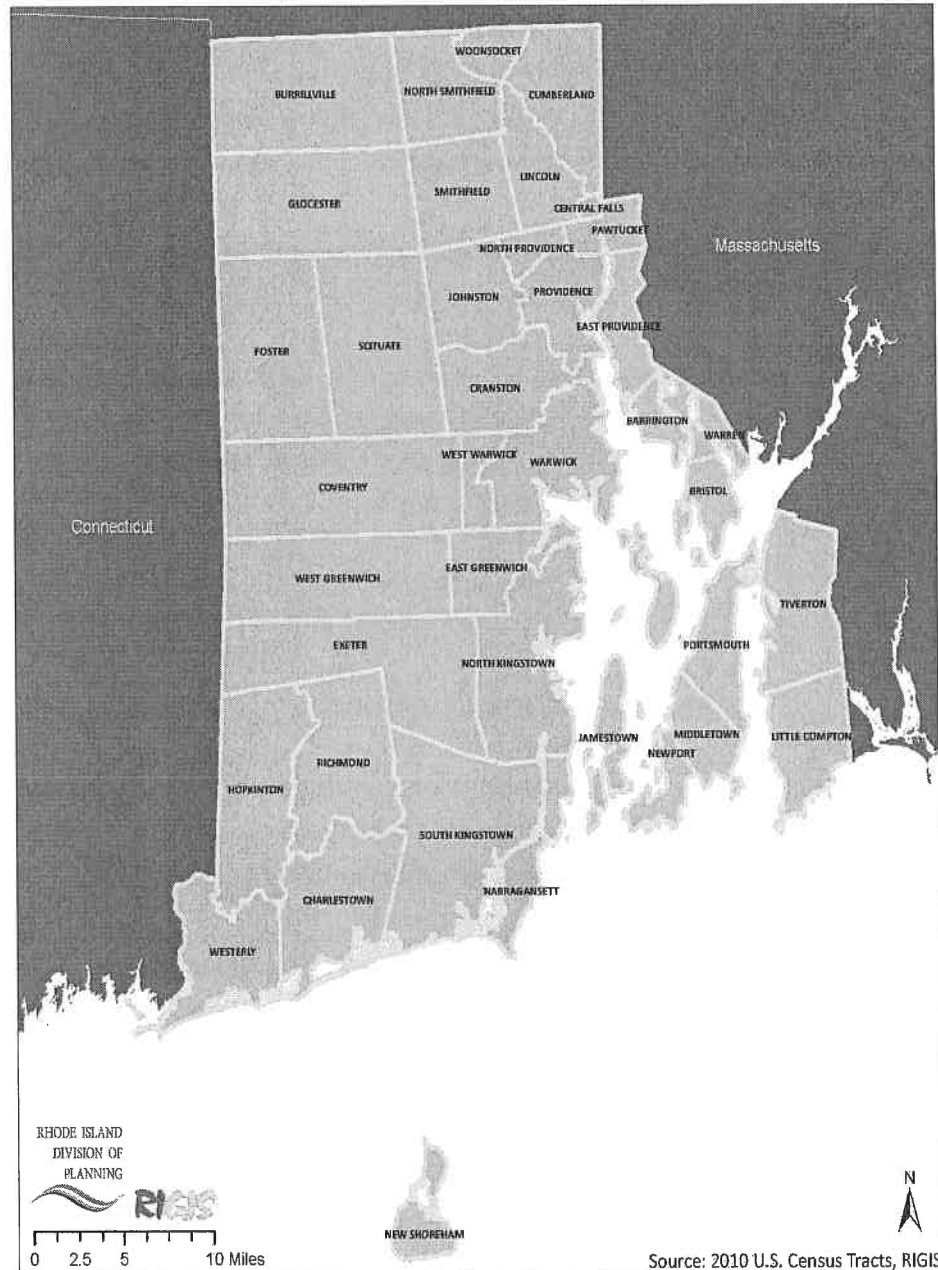 WOONSOCKET
BURRILLVILLE
NORTH SMITHFIELD
CUMBERLAND
LINCOLN
SMITHFIELD
GLOCESTER
CENTRAL FALLS
PAWTUCKET
NORTH PROVIDENCE
Massachusetts
PROVIDENCE
JOHNSTON
EAST PROVIDENCE
SCITUATE
FOSTER
CRANSTON
BARRINGTON
WARREN
WEST WARWICK
WARWICK
COVENTRY
BRISTOL
Connecticut
EAST GREENWICH
WEST GREENWICH
TIVERTON
EXETER
PORTSMOUTH
NORTH KINGSTOWN
JAMESTOWN
MIDDLETOWN
LITTLE COMPTON
NEWPORT
RICHMOND
HOPKINTON
SOUTH KINGSTOWN
NARRAGANSETT
CHARLESTOWN
WESTERLY
RHODE ISLAND
DIVISION OF
PLANNING
RIGIS
N
NEW SHOREHAM
0 2.5 5 10 Miles
Source: 2010 U.S. Census Tracts, RIGIS